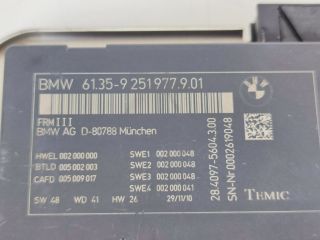 BMW 61.35-9 251977.9.01
FRM III
BMW AG D-80788 München
HWEL 002 000 000 SWE1 002 000 048
BTLD 005 002 003 SWE2 002 000 048
CAFD 005 009 017 SWE3 002 000 048
SWE4 002 000 041
SW 48 WD 41 HW 26 29/11/10
28.4097-5604.3.00
SN-Nr10002619048
TEMIC